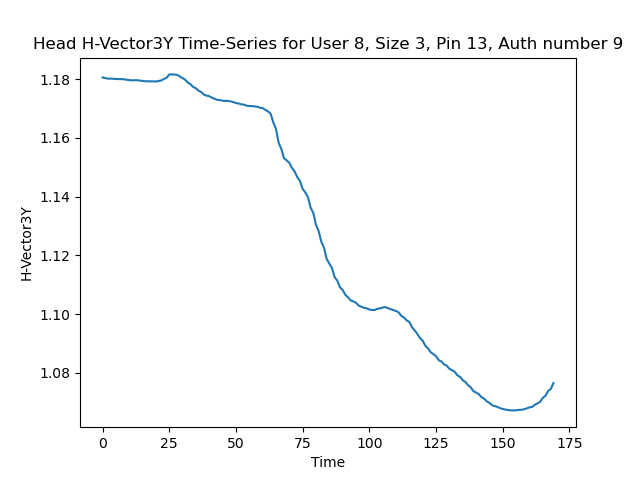 Head H-Vector3Y Time-Series for User 8, Size 3, Pin 13, Auth number 9
1.18
1.16
1.14
1.12
1.10
1.08
H-Vector3Y
0 25 50 75 100 125 150 175
Time